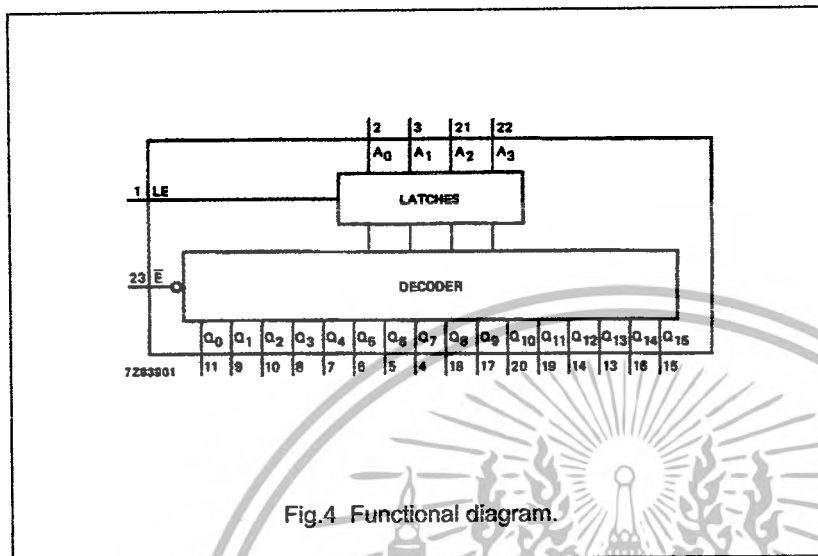 2 3 21 22
A0 A1 A2 A3
1 LE
LATCHES
23 E̅
DECODER
Q0 Q1 Q2 Q3 Q4 Q5 Q6 Q7 Q8 Q9 Q10 Q11 Q12 Q13 Q14 Q15
7Z83901 11 9 10 8 7 6 5 4 18 17 20 19 14 13 16 15
Fig.4 Functional diagram.